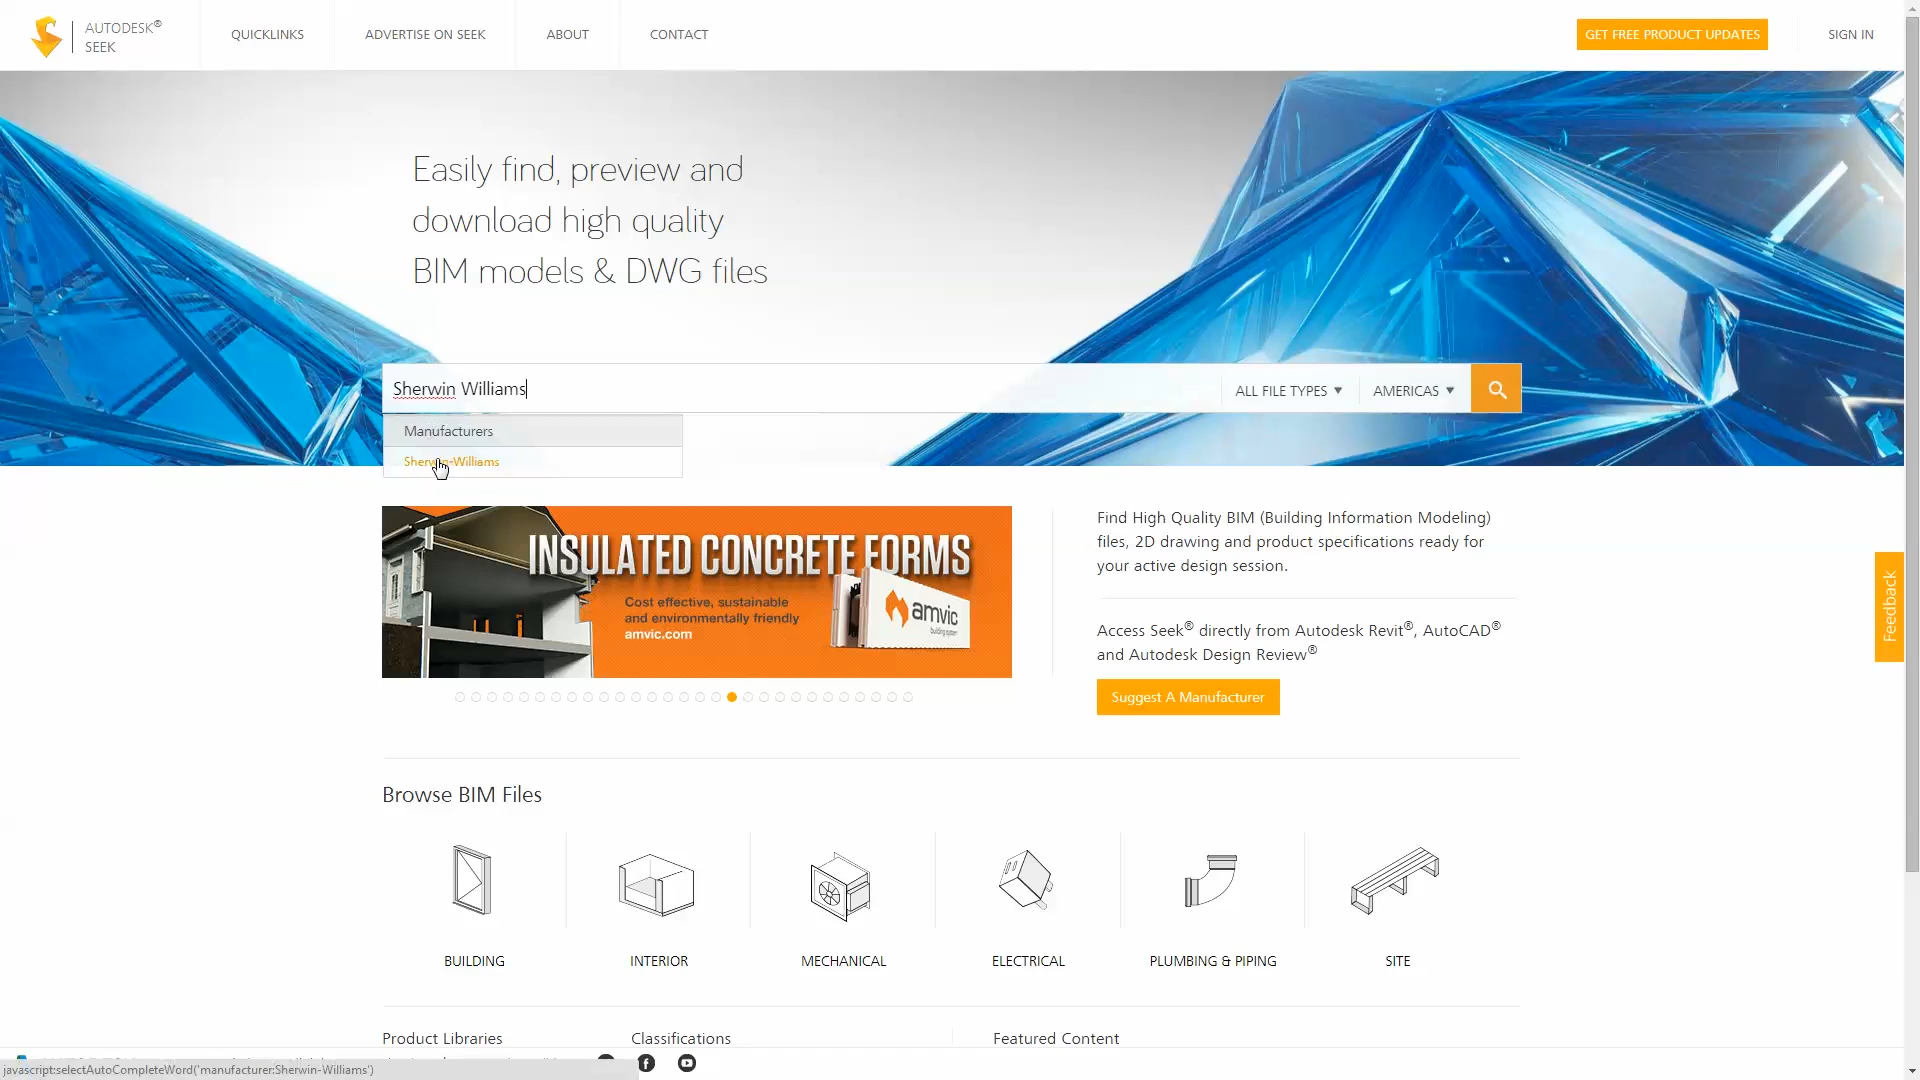 AUTODESK®
SEEK
QUICKLINKS
ADVERTISE ON SEEK
ABOUT
CONTACT
GET FREE PRODUCT UPDATES
SIGN IN
Easily find, preview and
download high quality
BIM models & DWG files
Sherwin Williams
ALL FILE TYPES
AMERICAS
Manufacturers
Sherwin-Williams
INSULATED CONCRETE FORMS
Cost effective, sustainable
and environmentally friendly
amvic.com
amvic
building system
Find High Quality BIM (Building Information Modeling)
files, 2D drawing and product specifications ready for
your active design session.
Access Seek® directly from Autodesk Revit®, AutoCAD®
and Autodesk Design Review®
Suggest A Manufacturer
Feedback
Browse BIM Files
BUILDING
INTERIOR
MECHANICAL
ELECTRICAL
PLUMBING & PIPING
SITE
Product Libraries
Classifications
Featured Content
javascript:selectAutoCompleteWord('manufacturer:Sherwin-Williams')